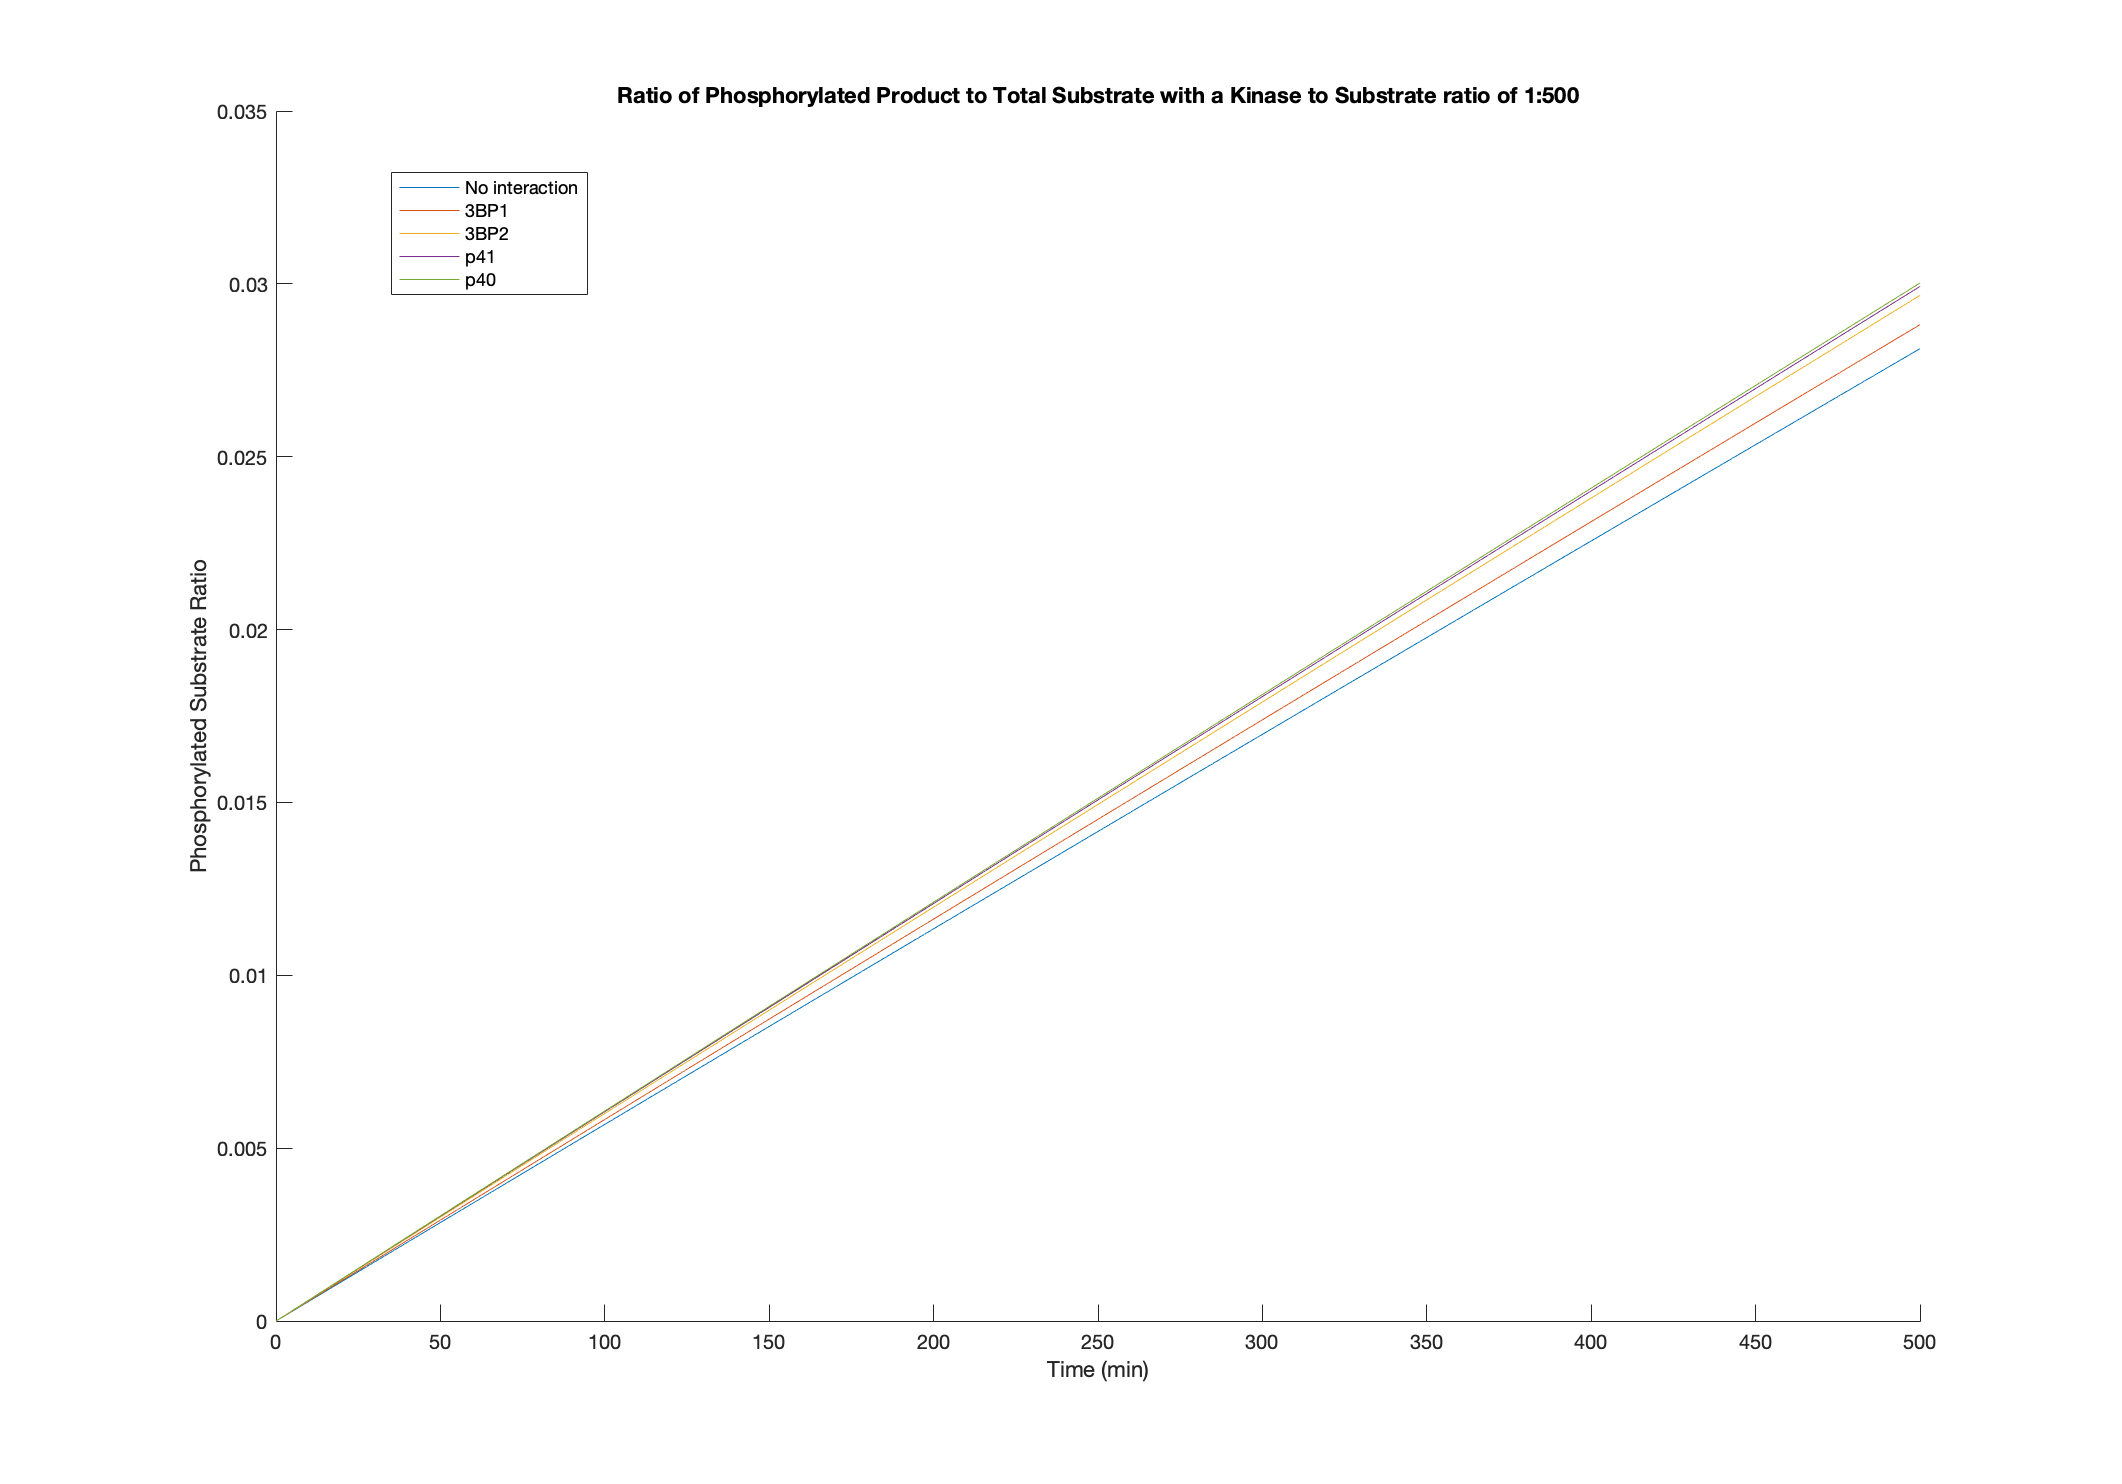 Ratio of Phosphorylated Product to Total Substrate with a Kinase to Substrate ratio of 1:500
0.035
No interaction
3BP1
3BP2
p41
p40
0.03
0.025
0.02
0.015
0.01
0.005
0
Phosphorylated Substrate Ratio
0 50 100 150 200 250 300 350 400 450 500
Time (min)